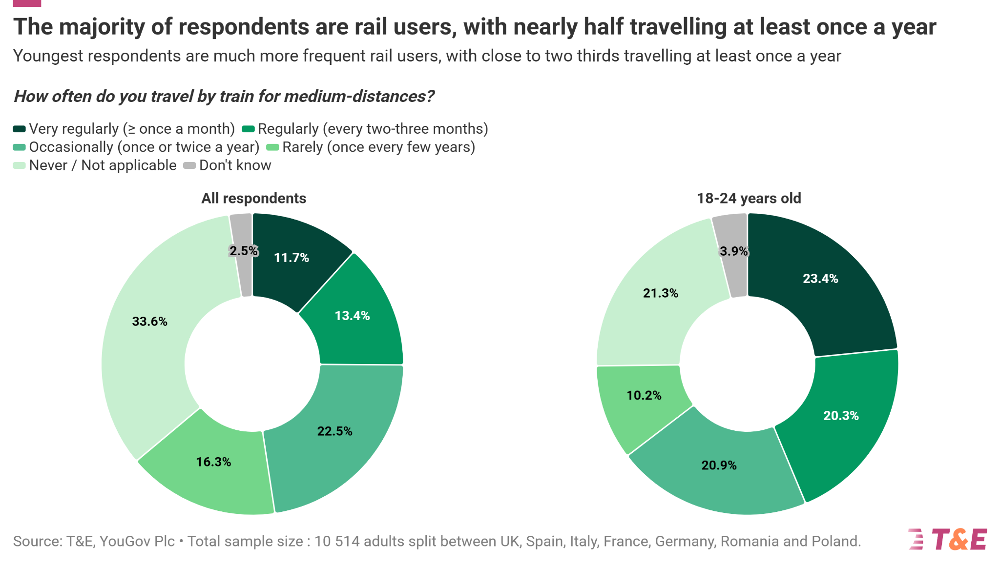 The majority of respondents are rail users, with nearly half travelling at least once a year
Youngest respondents are much more frequent rail users, with close to two thirds travelling at least once a year
How often do you travel by train for medium-distances?
Very regularly (≥ once a month) Regularly (every two-three months)
Occasionally (once or twice a year) Rarely (once every few years)
Never / Not applicable Don't know
All respondents
2.5%
11.7%
13.4%
33.6%
22.5%
16.3%
18-24 years old
3.9%
23.4%
21.3%
10.2%
20.3%
20.9%
Source: T&E, YouGov Plc • Total sample size : 10 514 adults split between UK, Spain, Italy, France, Germany, Romania and Poland.
T&E